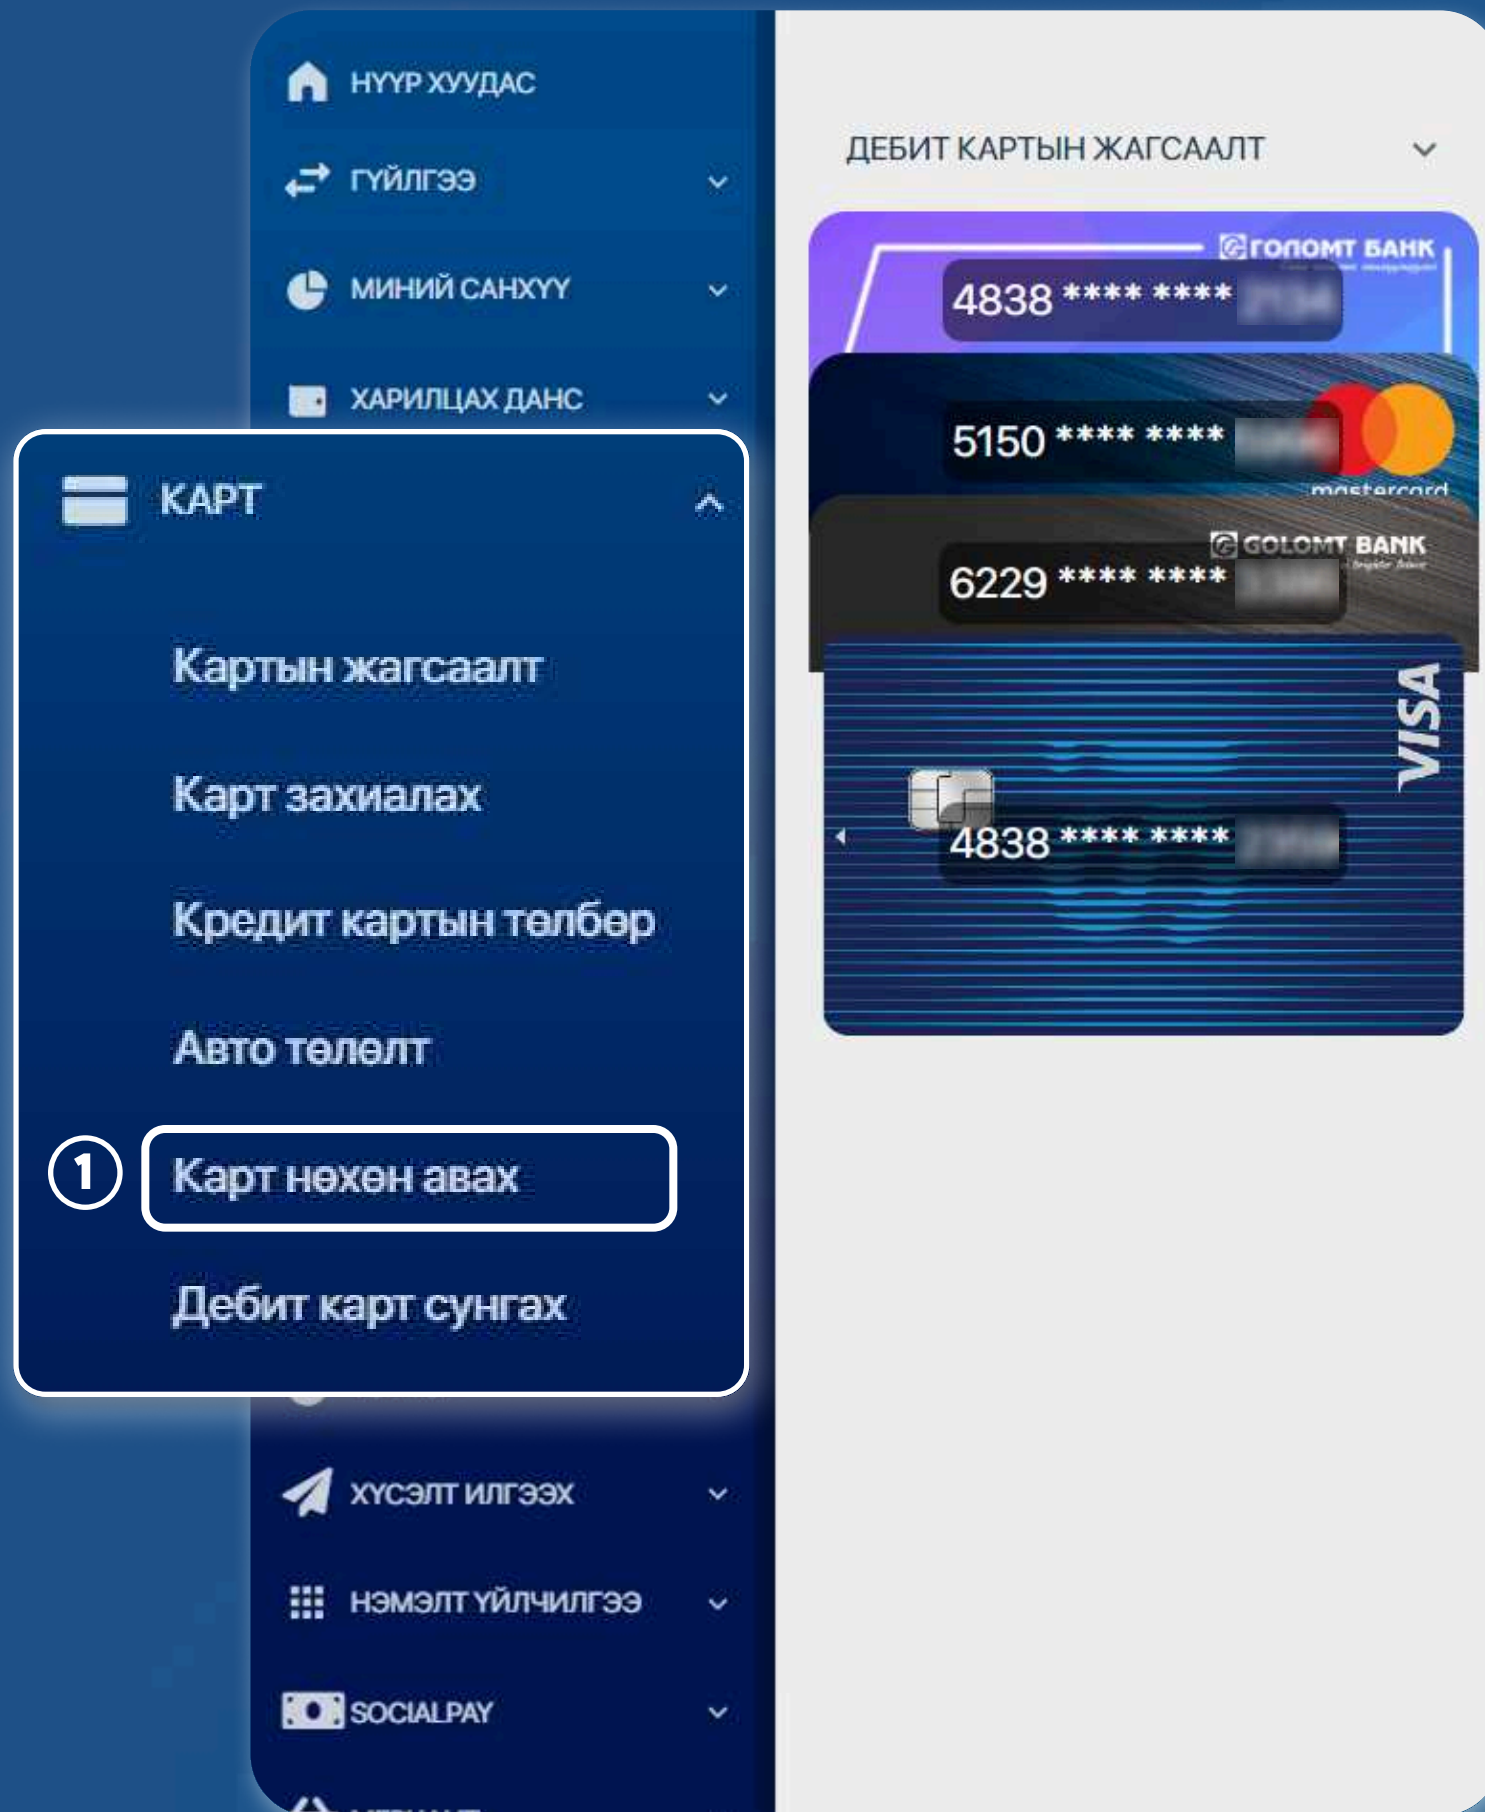 НҮҮР ХУУДАС
ГҮЙЛГЭЭ
МИНИЙ САНХҮҮ
ХАРИЛЦАХ ДАНС
КАРТ
Картын жагсаалт
Карт захиалах
Кредит картын төлбөр
Авто төлөлт
1 Карт нөхөн авах
Дебит карт сунгах
ХҮСЭЛТ ИЛГЭЭХ
НЭМЭЛТ ҮЙЛЧИЛГЭЭ
SOCIALPAY
ДЕБИТ КАРТЫН ЖАГСААЛТ
ГОЛОМТ БАНК
4838 **** ****
5150 **** ****
mastercard
GOLOMT BANK
6229 **** ****
VISA
4838 **** ****